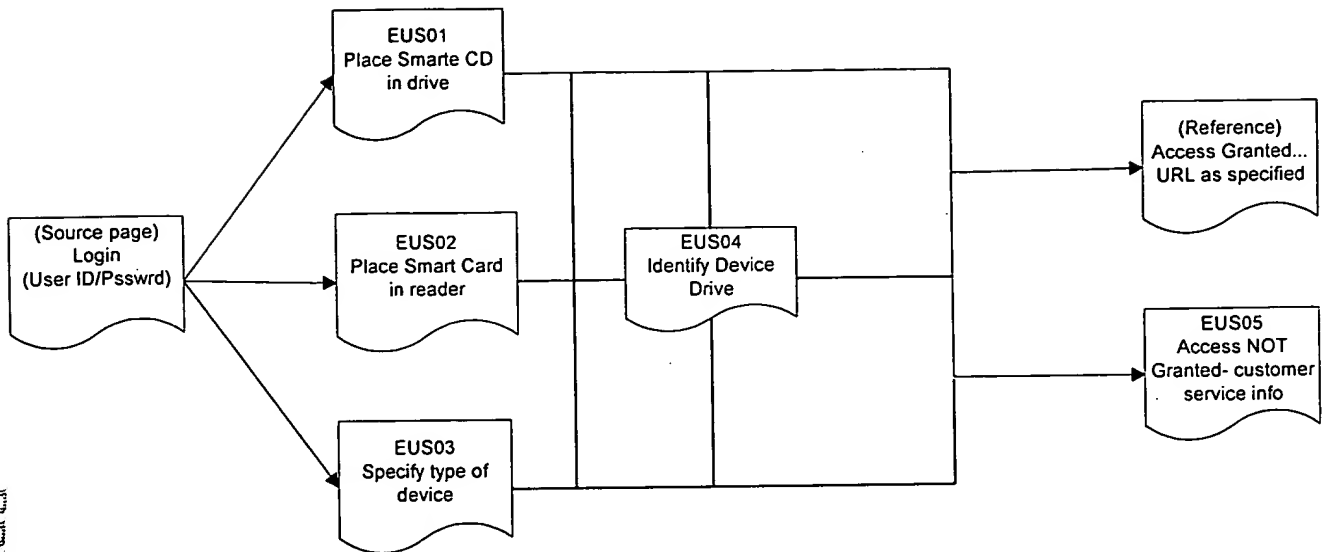 EUS01
Place Smarte CD
in drive
(Reference)
Access Granted...
URL as specified
(Source page)
Login
(User ID/Psswrd)
EUS02
Place Smart Card
in reader
EUS04
Identify Device
Drive
EUS05
Access NOT
Granted- customer
service info
EUS03
Specify type of
device